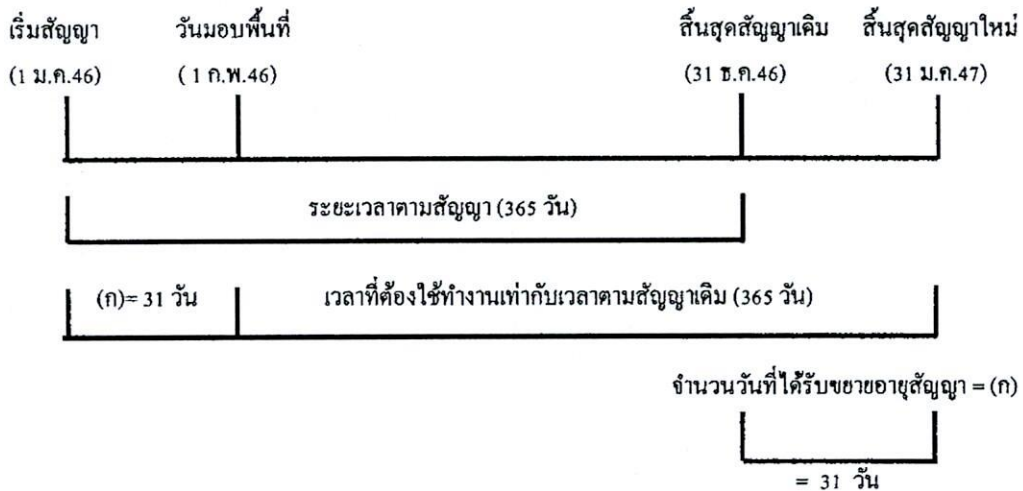 เริ่มสัญญา วันมอบพื้นที่ สิ้นสุดสัญญาเดิม สิ้นสุดสัญญาใหม่
(1 ม.ค.46) ( 1 ก.พ.46) (31 ธ.ค.46) (31 ม.ค.47)
ระยะเวลาตามสัญญา (365 วัน)
(ก)= 31 วัน เวลาที่ต้องใช้ทำงานเท่ากับเวลาตามสัญญาเดิม (365 วัน)
จำนวนวันที่ได้รับขยายอายุสัญญา = (ก)
= 31 วัน